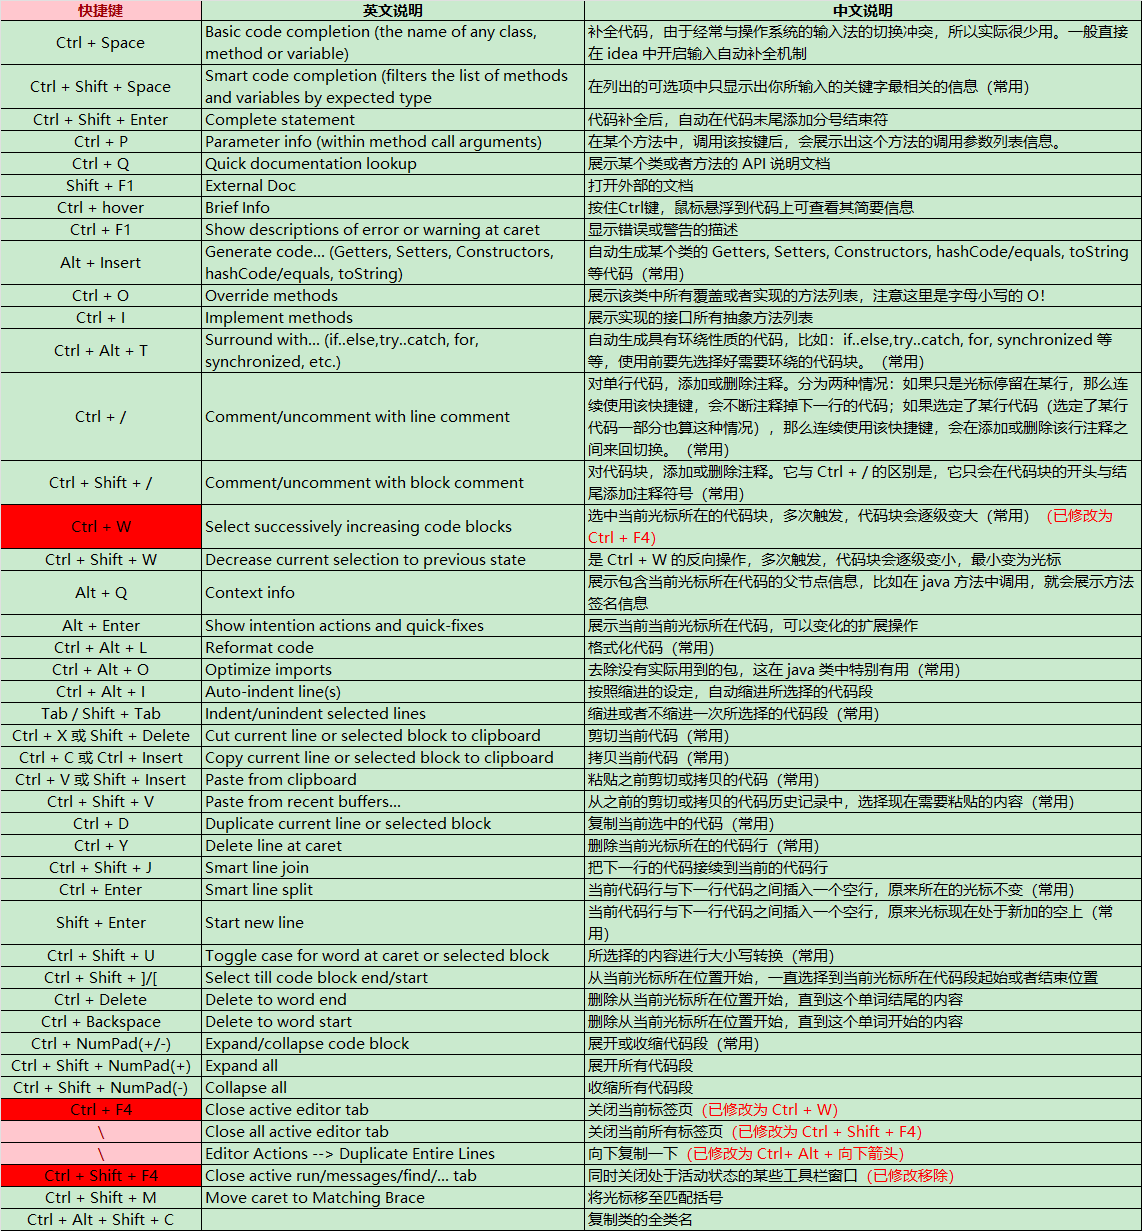 快捷键 英文说明 中文说明
Ctrl + Space Basic code completion (the name of any class, 补全代码，由于经常与操作系统的输入法的切换冲突，所以实际很少用。一般直接
method or variable) 在 idea 中开启输入自动补全机制
Ctrl + Shift + Space Smart code completion (filters the list of methods 在列出的可选项中只显示出你所输入的关键字最相关的信息（常用）
and variables by expected type
Ctrl + Shift + Enter Complete statement 代码补全后，自动在代码末尾添加分号结束符
Ctrl + P Parameter info (within method call arguments) 在某个方法中，调用该按键后，会展示出这个方法的调用参数列表信息。
Ctrl + Q Quick documentation lookup 展示某个类或者方法的 API 说明文档
Shift + F1 External Doc 打开外部的文档
Ctrl + hover Brief Info 按住Ctrl键，鼠标悬浮到代码上可查看其简要信息
Ctrl + F1 Show descriptions of error or warning at caret 显示错误或警告的描述
Alt + Insert Generate code... (Getters, Setters, Constructors, 自动生成某个类的 Getters, Setters, Constructors, hashCode/equals, toString
hashCode/equals, toString) 等代码（常用）
Ctrl + O Override methods 展示该类中所有覆盖或者实现的方法列表，注意这里是字母小写的 O！
Ctrl + I Implement methods 展示实现的接口所有抽象方法列表
Ctrl + Alt + T Surround with... (if..else,try..catch, for, 自动生成具有环绕性质的代码，比如：if..else,try..catch, for, synchronized 等
synchronized, etc.) 等，使用前要先选择好需要环绕的代码块。（常用）
对单行代码，添加或删除注释。分为两种情况：如果只是光标停留在某行，那么连
Ctrl + / Comment/uncomment with line comment 续使用该快捷键，会不断注释掉下一行的代码；如果选定了某行代码（选定了某行
代码一部分也算这种情况），那么连续使用该快捷键，会在添加或删除该行注释之
间来回切换。（常用）
Ctrl + Shift + / Comment/uncomment with block comment 对代码块，添加或删除注释。它与 Ctrl + / 的区别是，它只会在代码块的开头与结
尾添加注释符号（常用）
Ctrl + W Select successively increasing code blocks 选中当前光标所在的代码块，多次触发，代码块会逐级变大（常用）（已修改为
Ctrl + F4）
Ctrl + Shift + W Decrease current selection to previous state 是 Ctrl + W 的反向操作，多次触发，代码块会逐级变小，最小变为光标
Alt + Q Context info 展示包含当前光标所在代码的父节点信息，比如在 java 方法中调用，就会展示方法
签名信息
Alt + Enter Show intention actions and quick-fixes 展示当前当前光标所在代码，可以变化的扩展操作
Ctrl + Alt + L Reformat code 格式化代码（常用）
Ctrl + Alt + O Optimize imports 去除没有实际用到的包，这在 java 类中特别有用（常用）
Ctrl + Alt + I Auto-indent line(s) 按照缩进的设定，自动缩进所选择的代码段
Tab / Shift + Tab Indent/unindent selected lines 缩进或者不缩进一次所选择的代码段（常用）
Ctrl + X 或 Shift + Delete Cut current line or selected block to clipboard 剪切当前代码（常用）
Ctrl + C 或 Ctrl + Insert Copy current line or selected block to clipboard 拷贝当前代码（常用）
Ctrl + V 或 Shift + Insert Paste from clipboard 粘贴之前剪切或拷贝的代码（常用）
Ctrl + Shift + V Paste from recent buffers... 从之前的剪切或拷贝的代码历史记录中，选择现在需要粘贴的内容（常用）
Ctrl + D Duplicate current line or selected block 复制当前选中的代码（常用）
Ctrl + Y Delete line at caret 删除当前光标所在的代码行（常用）
Ctrl + Shift + J Smart line join 把下一行的代码接续到当前的代码行
Ctrl + Enter Smart line split 当前代码行与下一行代码之间插入一个空行，原来所在的光标不变（常用）
Shift + Enter Start new line 当前代码行与下一行代码之间插入一个空行，原来光标现在处于新加的空上（常
用）
Ctrl + Shift + U Toggle case for word at caret or selected block 所选择的内容进行大小写转换（常用）
Ctrl + Shift + ]/[ Select till code block end/start 从当前光标所在位置开始，一直选择到当前光标所在代码段起始或者结束位置
Ctrl + Delete Delete to word end 删除从当前光标所在位置开始，直到这个单词结尾的内容
Ctrl + Backspace Delete to word start 删除从当前光标所在位置开始，直到这个单词开始的内容
Ctrl + NumPad(+/-) Expand/collapse code block 展开或收缩代码段（常用）
Ctrl + Shift + NumPad(+) Expand all 展开所有代码段
Ctrl + Shift + NumPad(-) Collapse all 收缩所有代码段
Ctrl + F4 Close active editor tab 关闭当前标签页（已修改为 Ctrl + W）
\ Close all active editor tab 关闭当前所有标签页（已修改为 Ctrl + Shift + F4）
\ Editor Actions --> Duplicate Entire Lines 向下复制一下（已修改为 Ctrl+ Alt + 向下箭头）
Ctrl + Shift + F4 Close active run/messages/find/... tab 同时关闭处于活动状态的某些工具栏窗口（已修改移除）
Ctrl + Shift + M Move caret to Matching Brace 将光标移至匹配括号
Ctrl + Alt + Shift + C 复制类的全类名